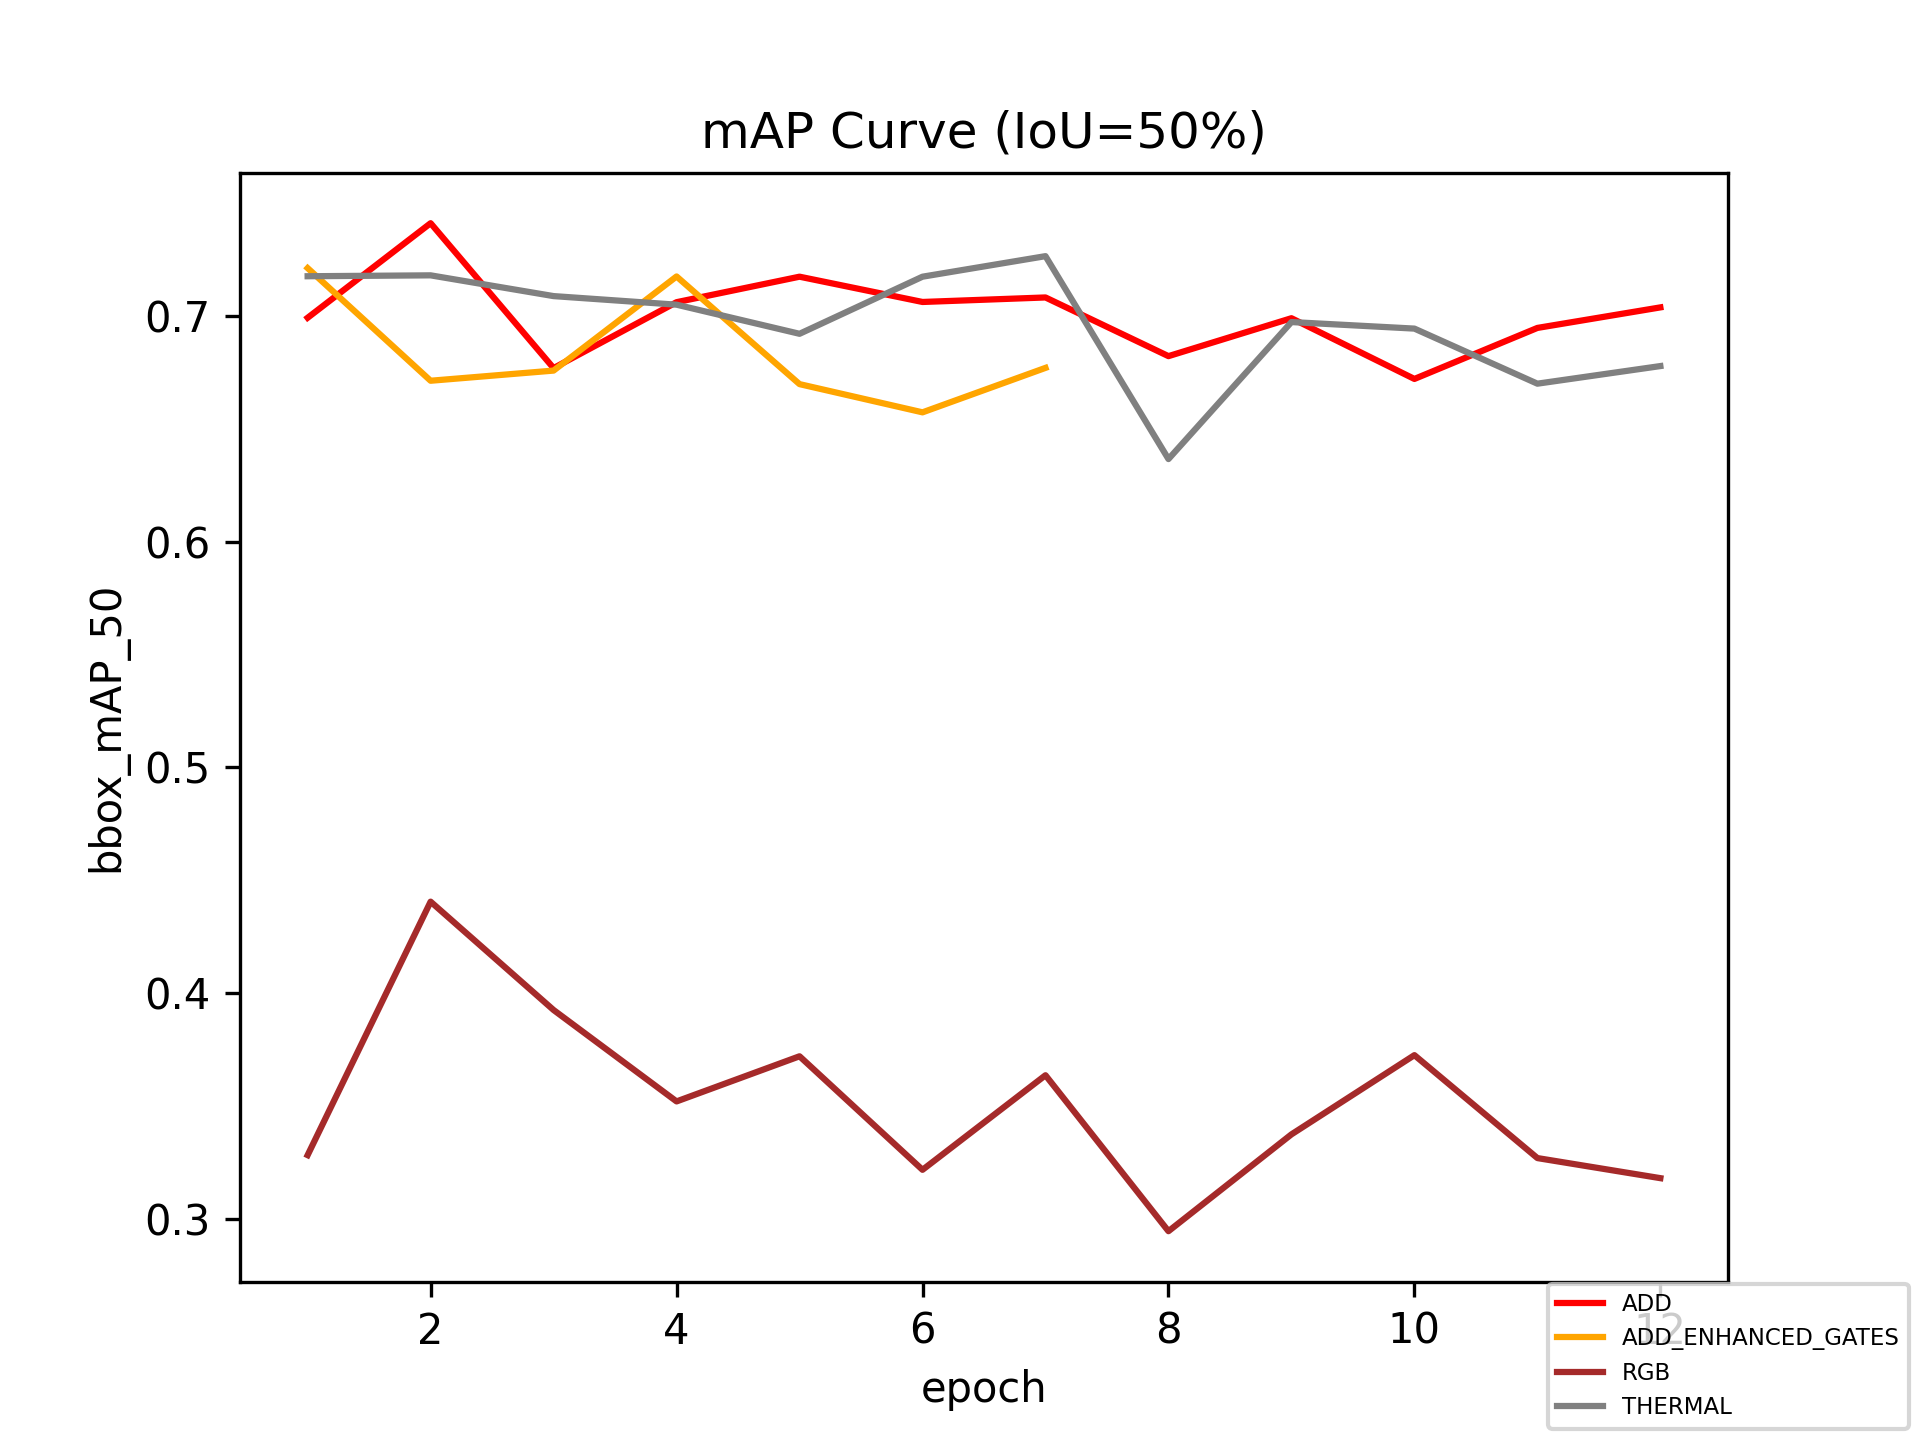 mAP Curve (IoU=50%)
bbox_mAP_50
0.7
0.6
0.5
0.4
0.3
2
4
6
8
10
12
epoch
ADD
ADD_ENHANCED_GATES
RGB
THERMAL